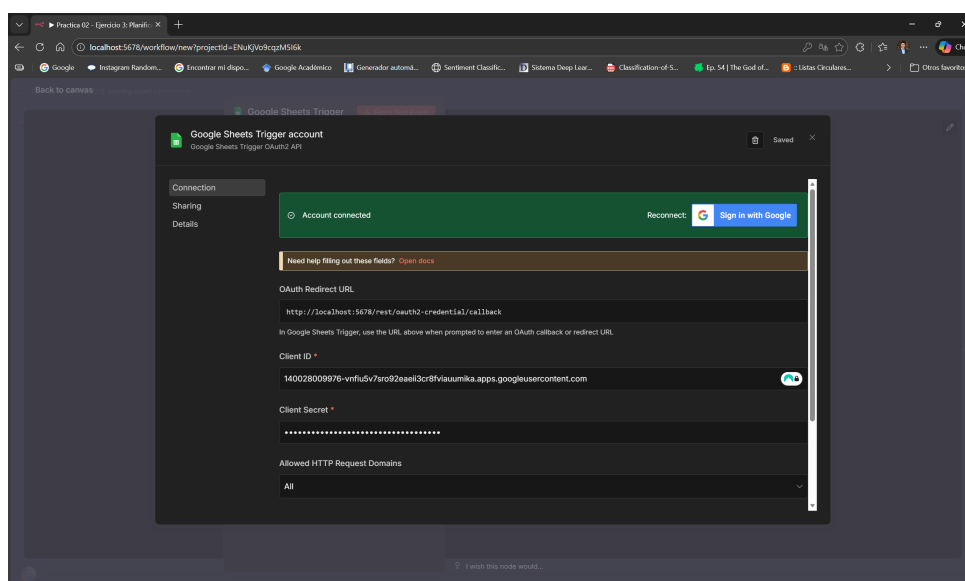 Practica 02 - Ejercicio 3: Planific
localhost:5678/workflow/new?projectId=ENuKjVo9cqzM5I6k
Google
Instagram Random...
Encontrar mi dispo...
Google Académico
Generador automá...
Sentiment Classific...
Sistema Deep Lear...
Classification-of-S...
Ep. 54 | The God of...
:: Listas Circulares...
Otros favoritos
Back to canvas
Google Sheets Trigger
Google Sheets Trigger account
Google Sheets Trigger OAuth2 API
Saved
Connection
Sharing
Details
Account connected
Reconnect:
Sign in with Google
Need help filling out these fields? Open docs
OAuth Redirect URL
http://localhost:5678/rest/oauth2-credential/callback
In Google Sheets Trigger, use the URL above when prompted to enter an OAuth callback or redirect URL
Client ID *
140028009976-vnfiu5v7sro92eaeii3cr8fviauumika.apps.googleusercontent.com
Client Secret *
Allowed HTTP Request Domains
All
I wish this node would...